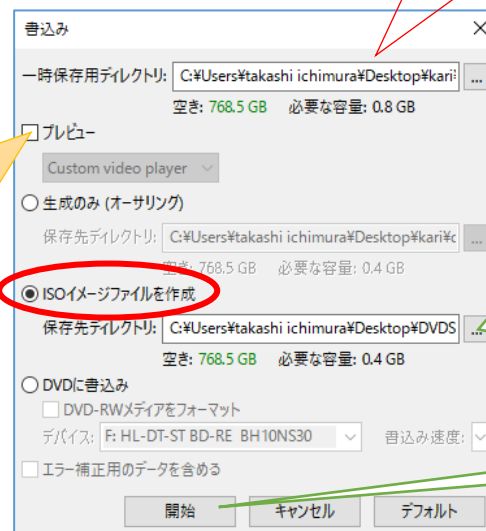 書込み
一時保存用ディレクトリ: C:¥Users¥takashi ichimura¥Desktop¥kari¥ ...
空き: 768.5 GB 必要な容量: 0.8 GB
プレビュー
Custom video player
生成のみ (オーサリング)
保存先ディレクトリ: C:¥Users¥takashi ichimura¥Desktop¥kari¥c ...
空き: 768.5 GB 必要な容量: 0.4 GB
ISOイメージファイルを作成
保存先ディレクトリ: C:¥Users¥takashi ichimura¥Desktop¥DVDS ...
空き: 768.5 GB 必要な容量: 0.4 GB
DVDに書込み
DVD-RWメディアをフォーマット
デバイス: F: HL-DT-ST BD-RE BH10NS30 書込み速度:
エラー補正用のデータを含める
開始 キャンセル デフォルト